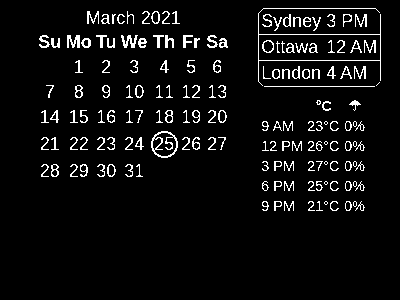 March 2021
Su Mo Tu We Th Fr Sa
1 2 3 4 5 6
7 8 9 10 11 12 13
14 15 16 17 18 19 20
21 22 23 24 25 26 27
28 29 30 31
Sydney 3 PM
Ottawa 12 AM
London 4 AM
°C ☂
9 AM 23°C 0%
12 PM 26°C 0%
3 PM 27°C 0%
6 PM 25°C 0%
9 PM 21°C 0%